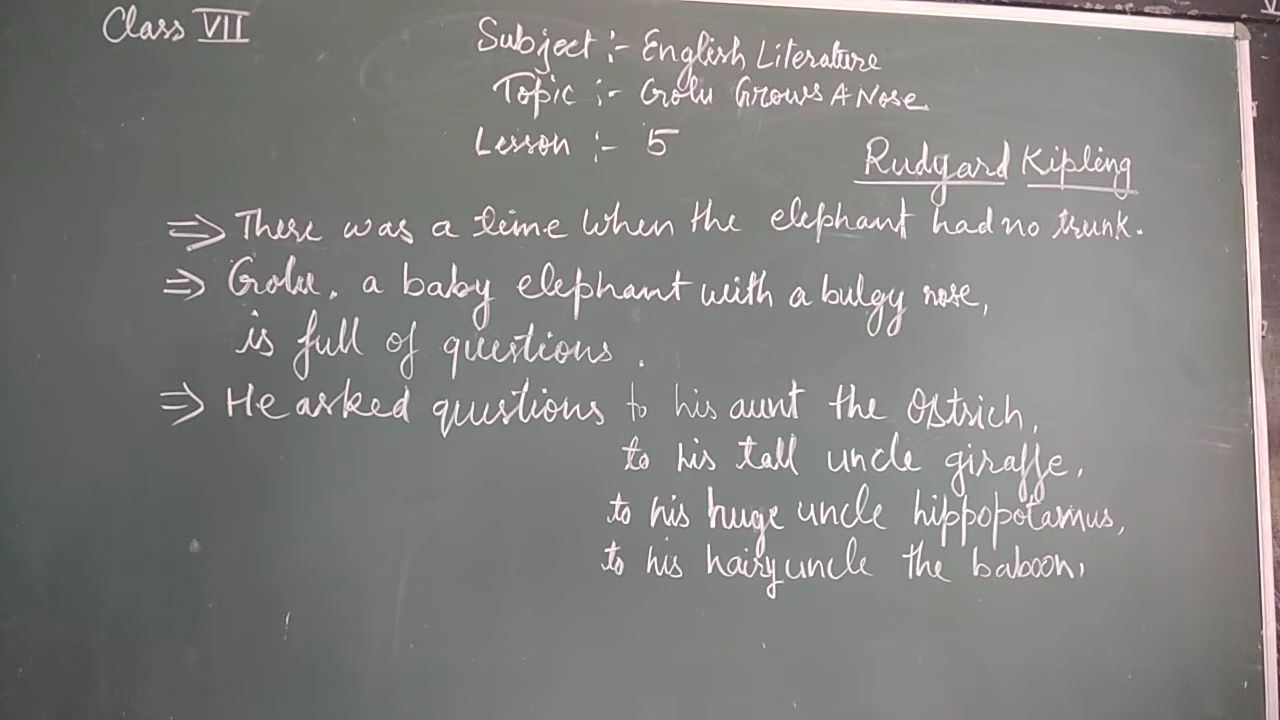 Class VII
Subject :- English Literature
Topic :- Golu Grows A Nose
Lesson :- 5
Rudyard Kipling
⇒ There was a time when the elephant had no trunk.
⇒ Golu, a baby elephant with a bulgy nose,
is full of questions.
⇒ He asked questions to his aunt the Ostrich,
to his tall uncle giraffe,
to his huge uncle hippopotamus,
to his hairy uncle the baboon,